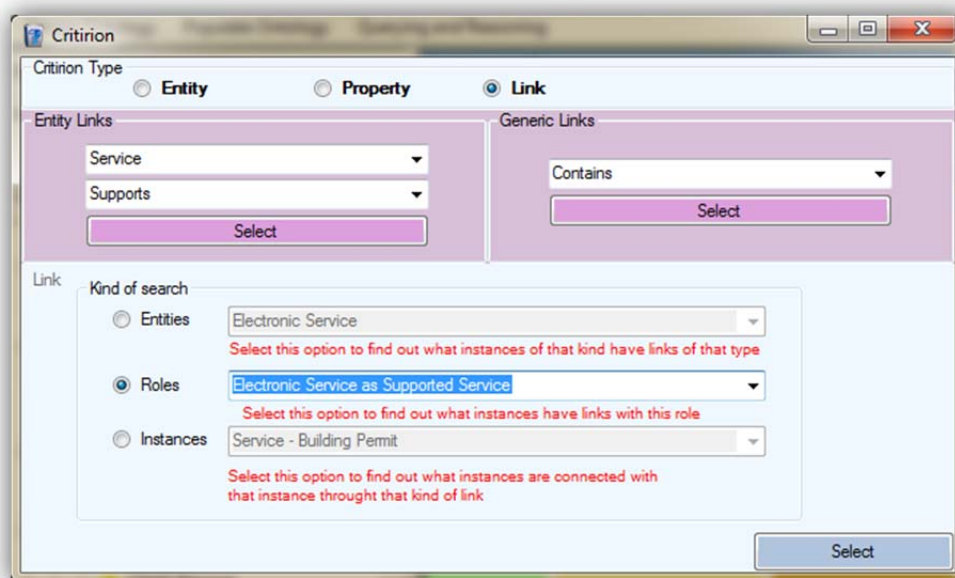 Critirion
Critirion Type
Entity Property Link
Entity Links
Generic Links
Service
Supports
Select
Contains
Select
Link
Kind of search
Entities Electronic Service
Select this option to find out what instances of that kind have links of that type
Roles Electronic Service as Supported Service
Select this option to find out what instances have links with this role
Instances Service - Building Permit
Select this option to find out what instances are connected with
that instance throught that kind of link
Select